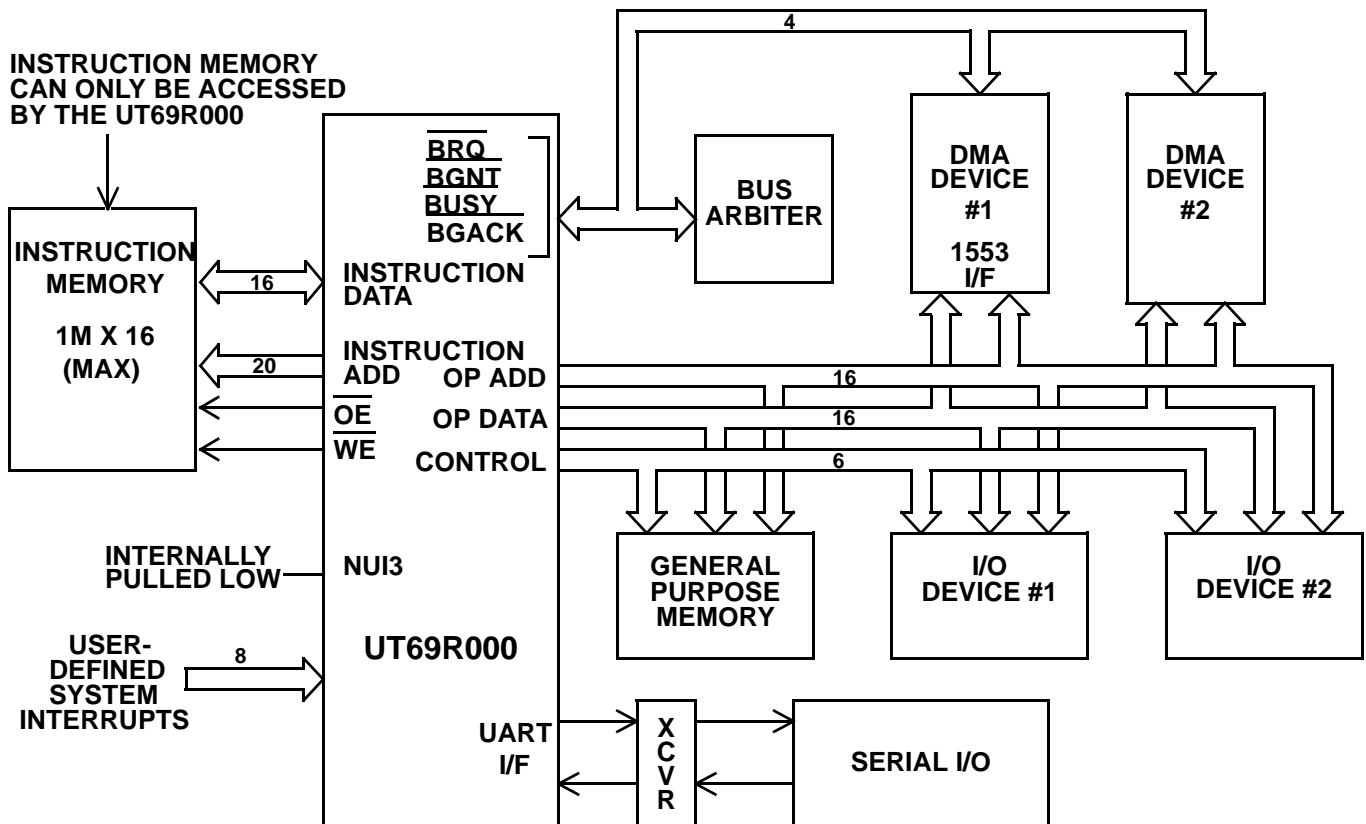 4
INSTRUCTION MEMORY
CAN ONLY BE ACCESSED
BY THE UT69R000
BRQ
BGNT
BUSY
BGACK
BUS
ARBITER
DMA
DEVICE
#1
1553
I/F
DMA
DEVICE
#2
INSTRUCTION
MEMORY
1M X 16
(MAX)
16
INSTRUCTION
DATA
20
INSTRUCTION
ADD
OP ADD
16
OE
OP DATA
16
WE
CONTROL
6
INTERNALLY
PULLED LOW
NUI3
GENERAL
PURPOSE
MEMORY
I/O
DEVICE #1
I/O
DEVICE #2
USER-
DEFINED
SYSTEM
INTERRUPTS
8
UT69R000
UART
I/F
X
C
V
R
SERIAL I/O